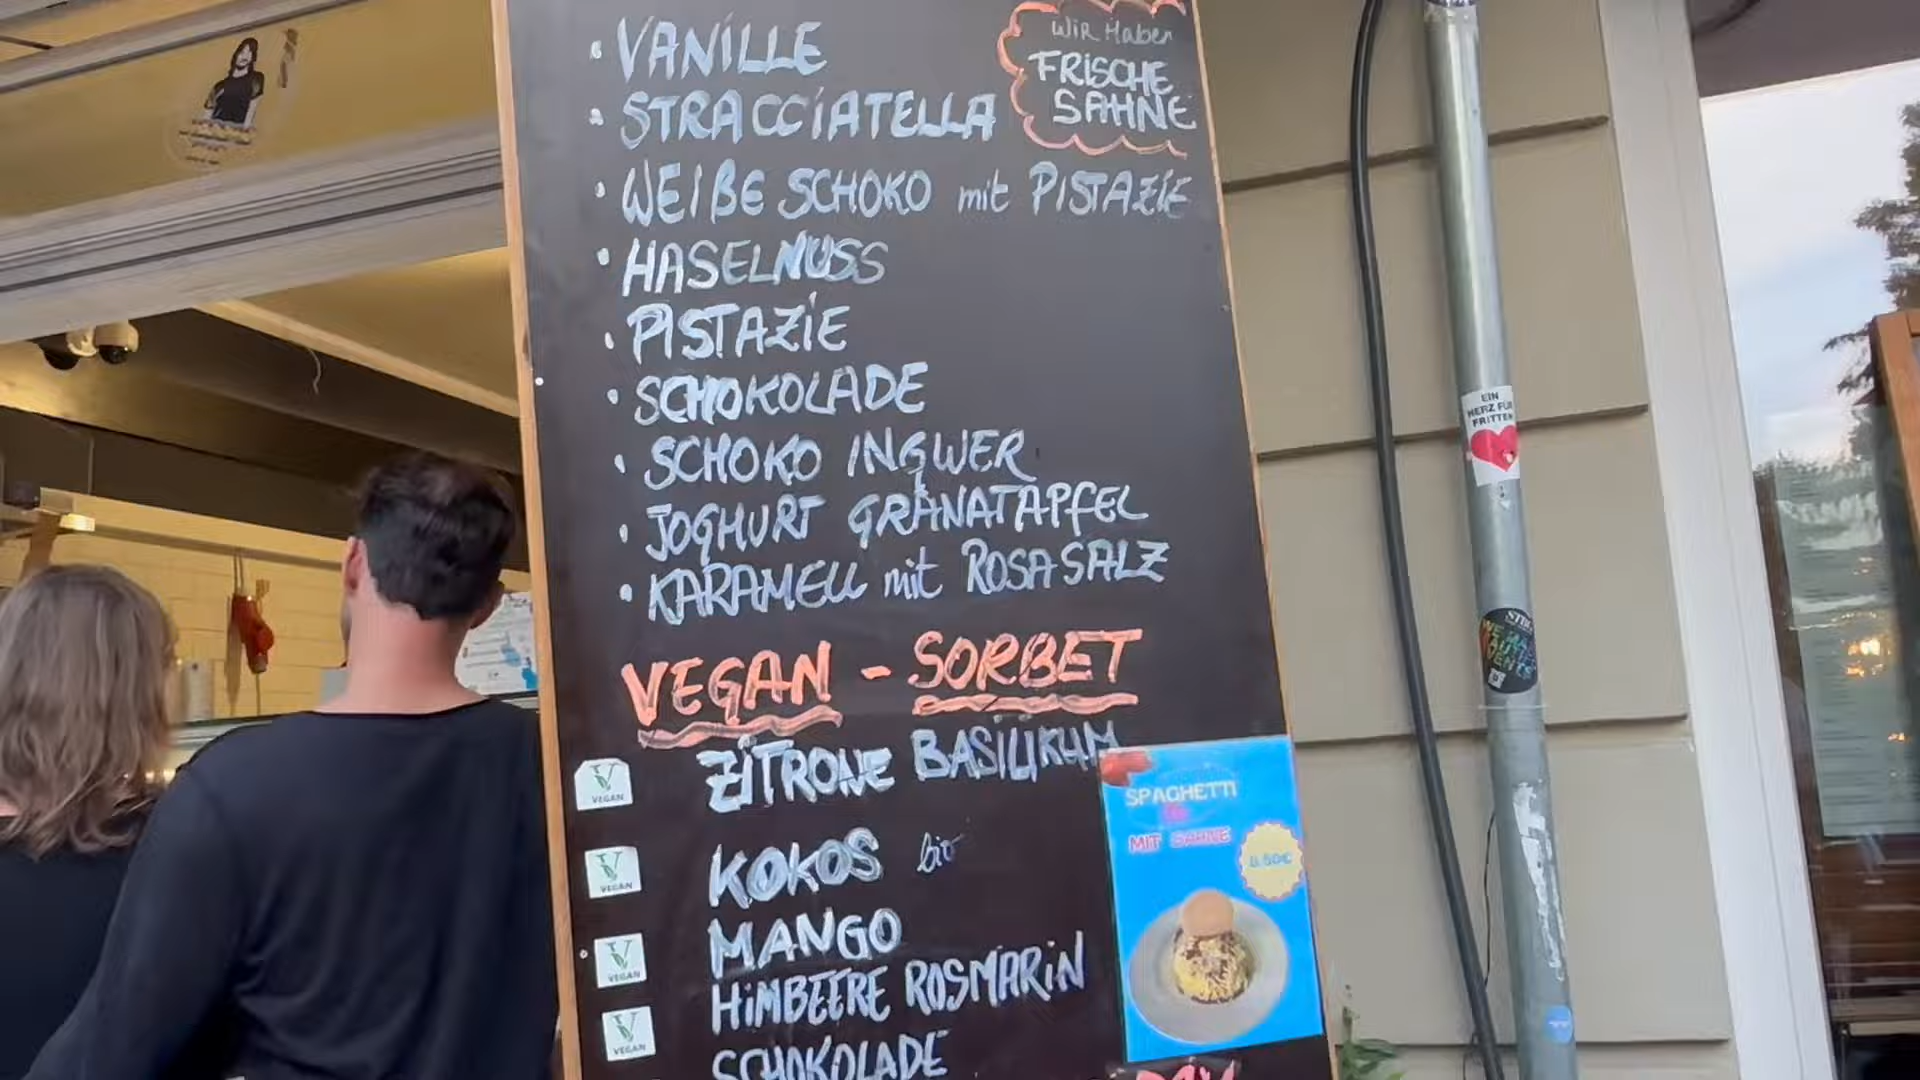 VANILLE
STRACCIATELLA
WEIßE SCHOKO mit PISTAZIE
HASELNUSS
PISTAZIE
SCHOKOLADE
SCHOKO INGWER
JOGHURT GRANATAPFEL
KARAMELL mit ROSA SALZ
Wir Haben
FRISCHE
SAHNE
VEGAN - SORBET
ZITRONE BASILIKUM
KOKOS bio
MANGO
HIMBEERE ROSMARIN
SCHOKOLADE
VEGAN
VEGAN
VEGAN
VEGAN
SPAGHETTI
MIT SAHNE
EIN
HERZ FÜR
FRITTEN